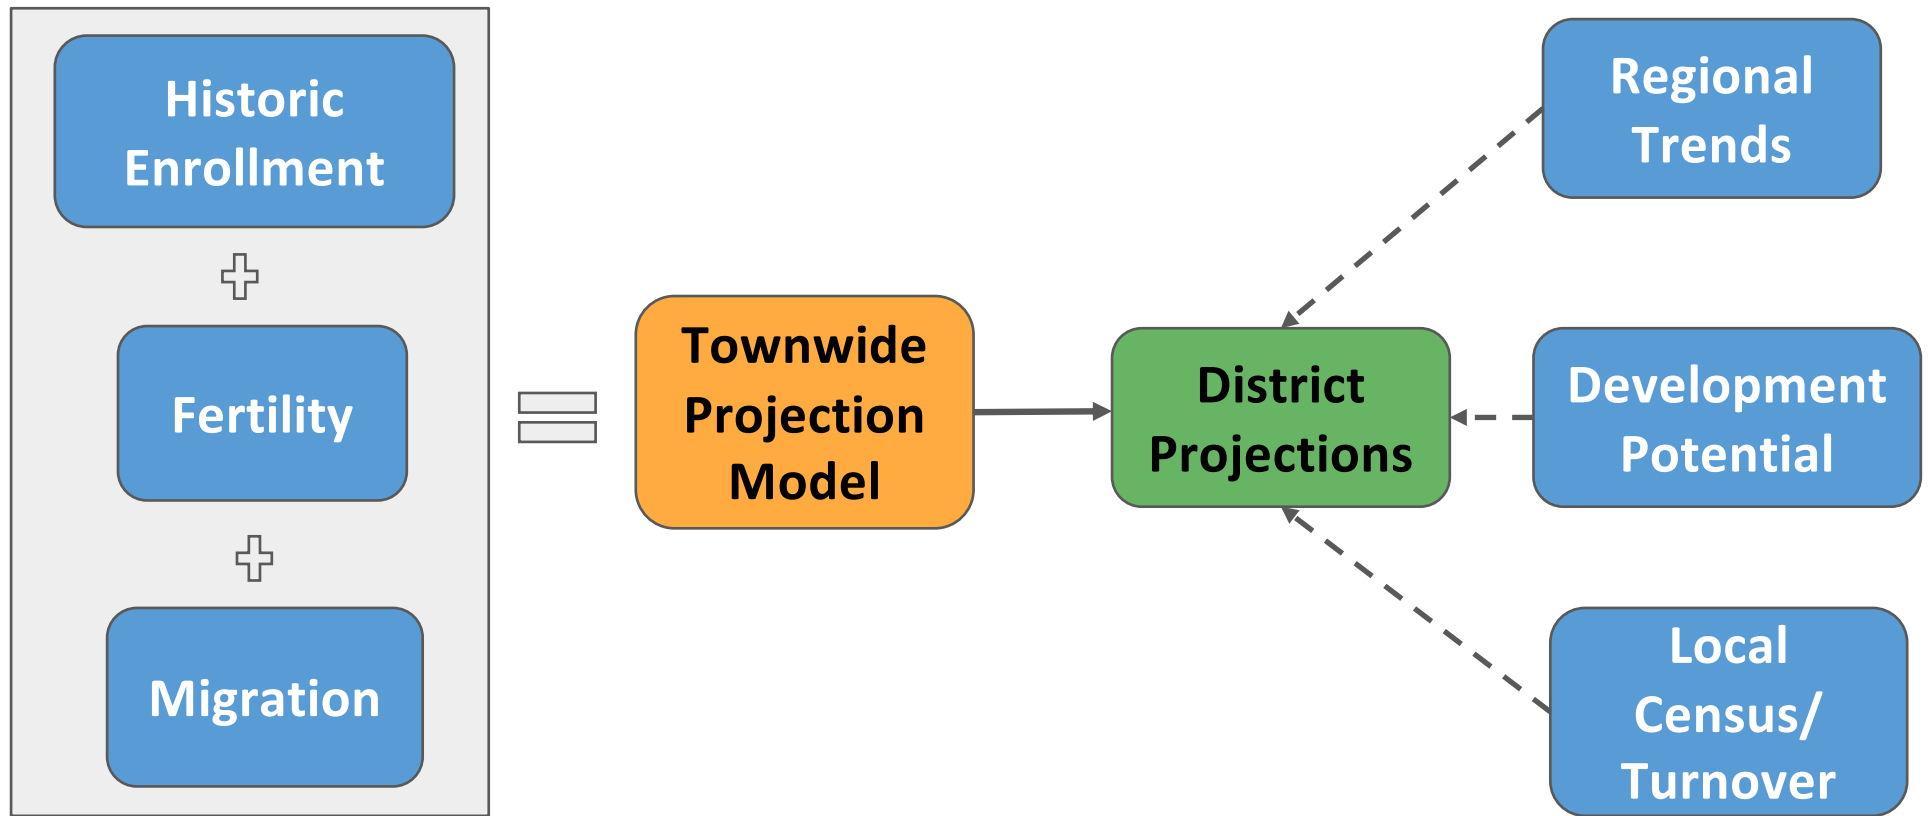 Historic
Enrollment
Fertility
Migration
Townwide
Projection
Model
District
Projections
Regional
Trends
Development
Potential
Local
Census/
Turnover